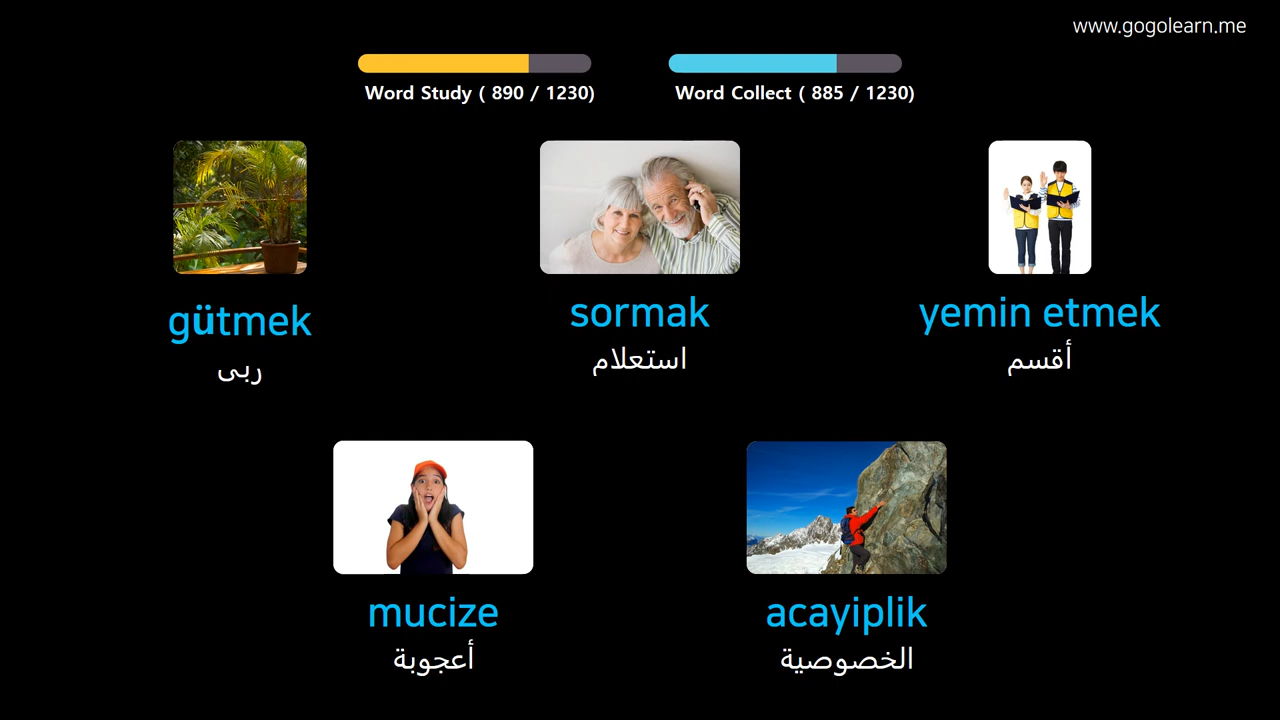 www.gogolearn.me
Word Study ( 890 / 1230)
Word Collect ( 885 / 1230)
gütmek
ربى
sormak
استعلام
yemin etmek
أقسم
mucize
أعجوبة
acayiplik
الخصوصية